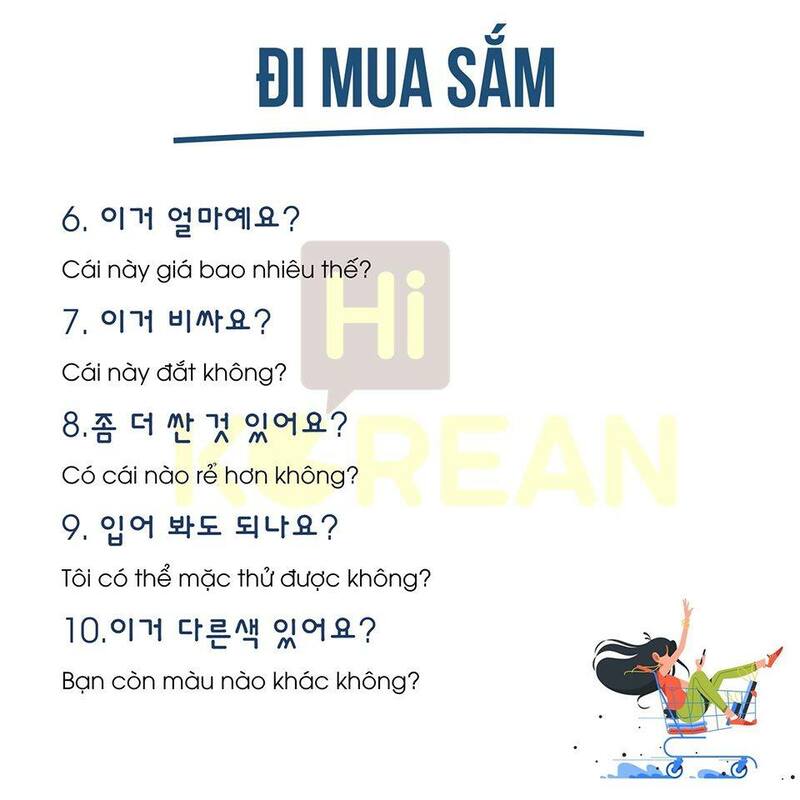 ĐI MUA SẮM
6. 이거 얼마예요?
Cái này giá bao nhiêu thế?
7. 이거 비싸요?
Cái này đắt không?
8.좀 더 싼 것 있어요?
Có cái nào rẻ hơn không?
9. 입어 봐도 되나요?
Tôi có thể mặc thử được không?
10.이거 다른색 있어요?
Bạn còn màu nào khác không?
Hi
KOREAN